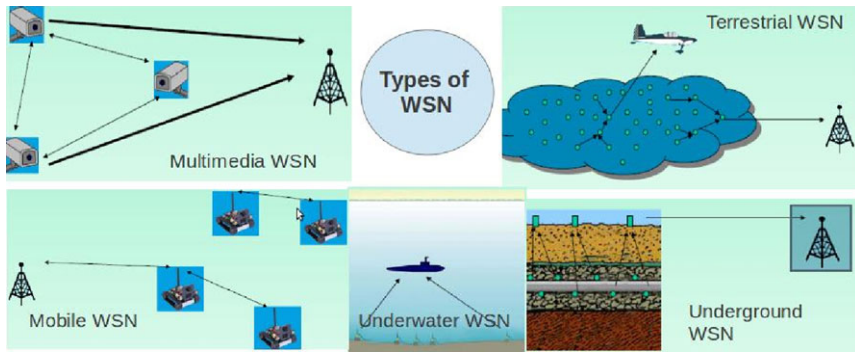 Types of
WSN
Terrestrial WSN
Multimedia WSN
Mobile WSN
Underwater WSN
Underground
WSN